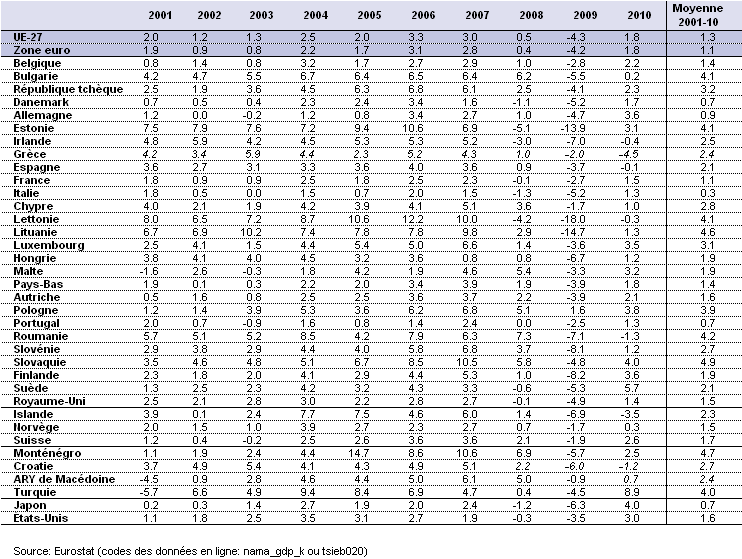 2001 2002 2003 2004 2005 2006 2007 2008 2009 2010 Moyenne 2001-10
UE-27 2.0 1.2 1.3 2.5 2.0 3.3 3.0 0.5 -4.3 1.8 1.3
Zone euro 1.9 0.9 0.8 2.2 1.7 3.1 2.8 0.4 -4.2 1.8 1.1
Belgique 0.8 1.4 0.8 3.2 1.7 2.7 2.9 1.0 -2.8 2.2 1.4
Bulgarie 4.2 4.7 5.5 6.7 6.4 6.5 6.4 6.2 -5.5 0.2 4.1
République tchèque 2.5 1.9 3.6 4.5 6.3 6.8 6.1 2.5 -4.1 2.3 3.2
Danemark 0.7 0.5 0.4 2.3 2.4 3.4 1.6 -1.1 -5.2 1.7 0.7
Allemagne 1.2 0.0 -0.2 1.2 0.8 3.4 2.7 1.0 -4.7 3.6 0.9
Estonie 7.5 7.9 7.6 7.2 9.4 10.6 6.9 -5.1 -13.9 3.1 4.1
Irlande 4.8 5.9 4.2 4.5 5.3 5.3 5.2 -3.0 -7.0 -0.4 2.5
Grèce 4.2 3.4 5.9 4.4 2.3 5.2 4.3 1.0 -2.0 -4.5 2.4
Espagne 3.6 2.7 3.1 3.3 3.6 4.0 3.6 0.9 -3.7 -0.1 2.1
France 1.8 0.9 0.9 2.5 1.8 2.5 2.3 -0.1 -2.7 1.5 1.1
Italie 1.8 0.5 0.0 1.5 0.7 2.0 1.5 -1.3 -5.2 1.3 0.3
Chypre 4.0 2.1 1.9 4.2 3.9 4.1 5.1 3.6 -1.7 1.0 2.8
Lettonie 8.0 6.5 7.2 8.7 10.6 12.2 10.0 -4.2 -18.0 -0.3 4.1
Lituanie 6.7 6.9 10.2 7.4 7.8 7.8 9.8 2.9 -14.7 1.3 4.6
Luxembourg 2.5 4.1 1.5 4.4 5.4 5.0 6.6 1.4 -3.6 3.5 3.1
Hongrie 3.8 4.1 4.0 4.5 3.2 3.6 0.8 0.8 -6.7 1.2 1.9
Malte -1.6 2.6 -0.3 1.8 4.2 1.9 4.6 5.4 -3.3 3.2 1.9
Pays-Bas 1.9 0.1 0.3 2.2 2.0 3.4 3.9 1.9 -3.9 1.8 1.4
Autriche 0.5 1.6 0.8 2.5 2.5 3.6 3.7 2.2 -3.9 2.1 1.6
Pologne 1.2 1.4 3.9 5.3 3.6 6.2 6.8 5.1 1.6 3.8 3.9
Portugal 2.0 0.7 -0.9 1.6 0.8 1.4 2.4 0.0 -2.5 1.3 0.7
Roumanie 5.7 5.1 5.2 8.5 4.2 7.9 6.3 7.3 -7.1 -1.3 4.2
Slovénie 2.9 3.8 2.9 4.4 4.0 5.8 6.8 3.7 -8.1 1.2 2.7
Slovaquie 3.5 4.6 4.8 5.1 6.7 8.5 10.5 5.8 -4.8 4.0 4.9
Finlande 2.3 1.8 2.0 4.1 2.9 4.4 5.3 1.0 -8.2 3.6 1.9
Suède 1.3 2.5 2.3 4.2 3.2 4.3 3.3 -0.6 -5.3 5.7 2.1
Royaume-Uni 2.5 2.1 2.8 3.0 2.2 2.8 2.7 -0.1 -4.9 1.4 1.5
Islande 3.9 0.1 2.4 7.7 7.5 4.6 6.0 1.4 -6.9 -3.5 2.3
Norvège 2.0 1.5 1.0 3.9 2.7 2.3 2.7 0.7 -1.7 0.3 1.5
Suisse 1.2 0.4 -0.2 2.5 2.6 3.6 3.6 2.1 -1.9 2.6 1.7
Monténégro 1.1 1.9 2.4 4.4 14.7 8.6 10.6 6.9 -5.7 2.5 4.7
Croatie 3.7 4.9 5.4 4.1 4.3 4.9 5.1 2.2 -6.0 -1.2 2.7
ARY de Macédoine -4.5 0.9 2.8 4.6 4.4 5.0 6.1 5.0 -0.9 0.7 2.4
Turquie -5.7 6.6 4.9 9.4 8.4 6.9 4.7 0.4 -4.5 8.9 4.0
Japon 0.2 0.3 1.4 2.7 1.9 2.0 2.4 -1.2 -6.3 4.0 0.7
Etats-Unis 1.1 1.8 2.5 3.5 3.1 2.7 1.9 -0.3 -3.5 3.0 1.6
Source: Eurostat (codes des données en ligne: nama_gdp_k ou tsieb020)